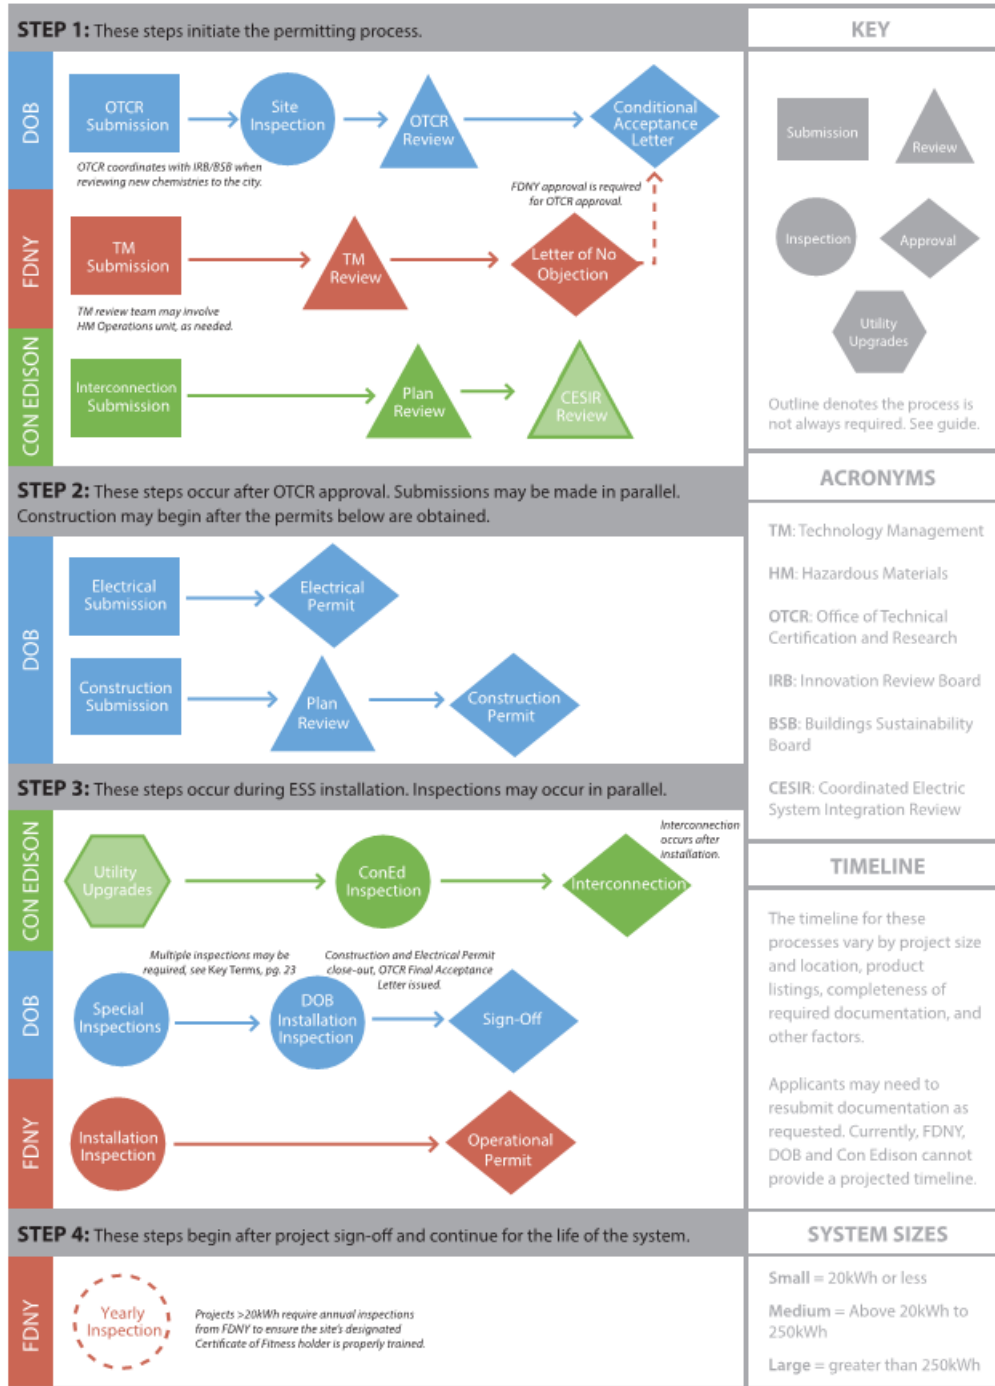 STEP 1: These steps initiate the permitting process.
DOB
OTCR
Submission
Site
Inspection
OTCR
Review
Conditional
Acceptance
Letter
OTCR coordinates with IRB/BSB when
reviewing new chemistries to the city.
FDNY approval is required
for OTCR approval.
FDNY
TM
Submission
TM
Review
Letter of No
Objection
TM review team may involve
HM Operations unit, as needed.
CON EDISON
Interconnection
Submission
Plan
Review
CESIR
Review
STEP 2: These steps occur after OTCR approval. Submissions may be made in parallel.
Construction may begin after the permits below are obtained.
DOB
Electrical
Submission
Electrical
Permit
Construction
Submission
Plan
Review
Construction
Permit
STEP 3: These steps occur during ESS installation. Inspections may occur in parallel.
CON EDISON
Utility
Upgrades
ConEd
Inspection
Interconnection
Interconnection
occurs after
installation.
DOB
Multiple inspections may be
required, see Key Terms, pg. 23
Construction and Electrical Permit
close-out, OTCR Final Acceptance
Letter issued.
Special
Inspections
DOB
Installation
Inspection
Sign-Off
FDNY
Installation
Inspection
Operational
Permit
STEP 4: These steps begin after project sign-off and continue for the life of the system.
FDNY
Yearly
Inspection
Projects >20kWh require annual inspections
from FDNY to ensure the site's designated
Certificate of Fitness holder is properly trained.
KEY
Submission
Review
Inspection
Approval
Utility
Upgrades
Outline denotes the process is
not always required. See guide.
ACRONYMS
TM: Technology Management
HM: Hazardous Materials
OTCR: Office of Technical
Certification and Research
IRB: Innovation Review Board
BSB: Buildings Sustainability
Board
CESIR: Coordinated Electric
System Integration Review
TIMELINE
The timeline for these
processes vary by project size
and location, product
listings, completeness of
required documentation, and
other factors.
Applicants may need to
resubmit documentation as
requested. Currently, FDNY,
DOB and Con Edison cannot
provide a projected timeline.
SYSTEM SIZES
Small = 20kWh or less
Medium = Above 20kWh to
250kWh
Large = greater than 250kWh